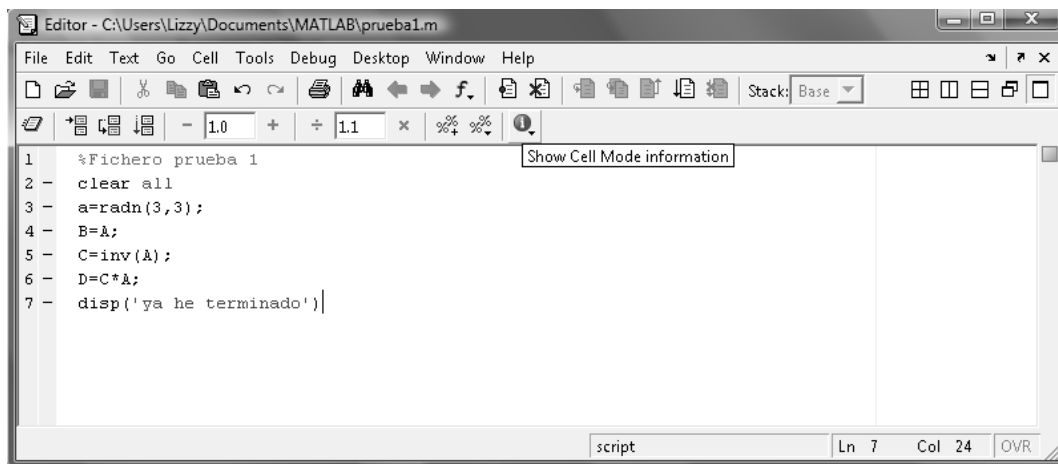 Editor - C:\Users\Lizzy\Documents\MATLAB\prueba1.m
File Edit Text Go Cell Tools Debug Desktop Window Help
Stack: Base
1.0 1.1
Show Cell Mode information
1 %Fichero prueba 1
2 - clear all
3 - a=radn(3,3);
4 - B=A;
5 - C=inv(A);
6 - D=C*A;
7 - disp('ya he terminado')
script Ln 7 Col 24 OVR